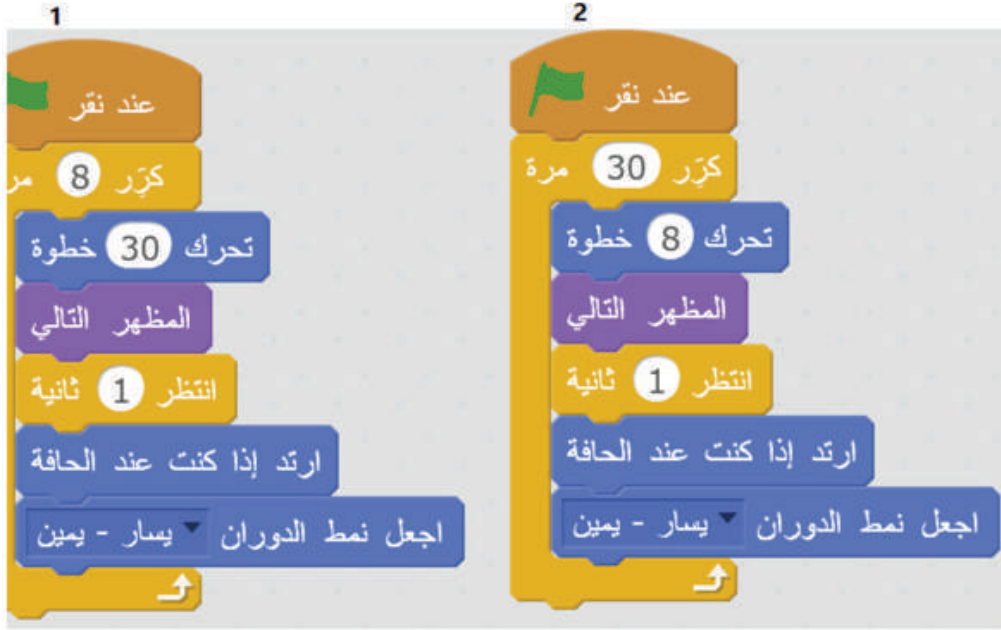 1
عند نقر
كرّر 8 مر
تحرك 30 خطوة
المظهر التالي
انتظر 1 ثانية
ارتد إذا كنت عند الحافة
اجعل نمط الدوران يسار - يمين
2
عند نقر
كرّر 30 مرة
تحرك 8 خطوة
المظهر التالي
انتظر 1 ثانية
ارتد إذا كنت عند الحافة
اجعل نمط الدوران يسار - يمين